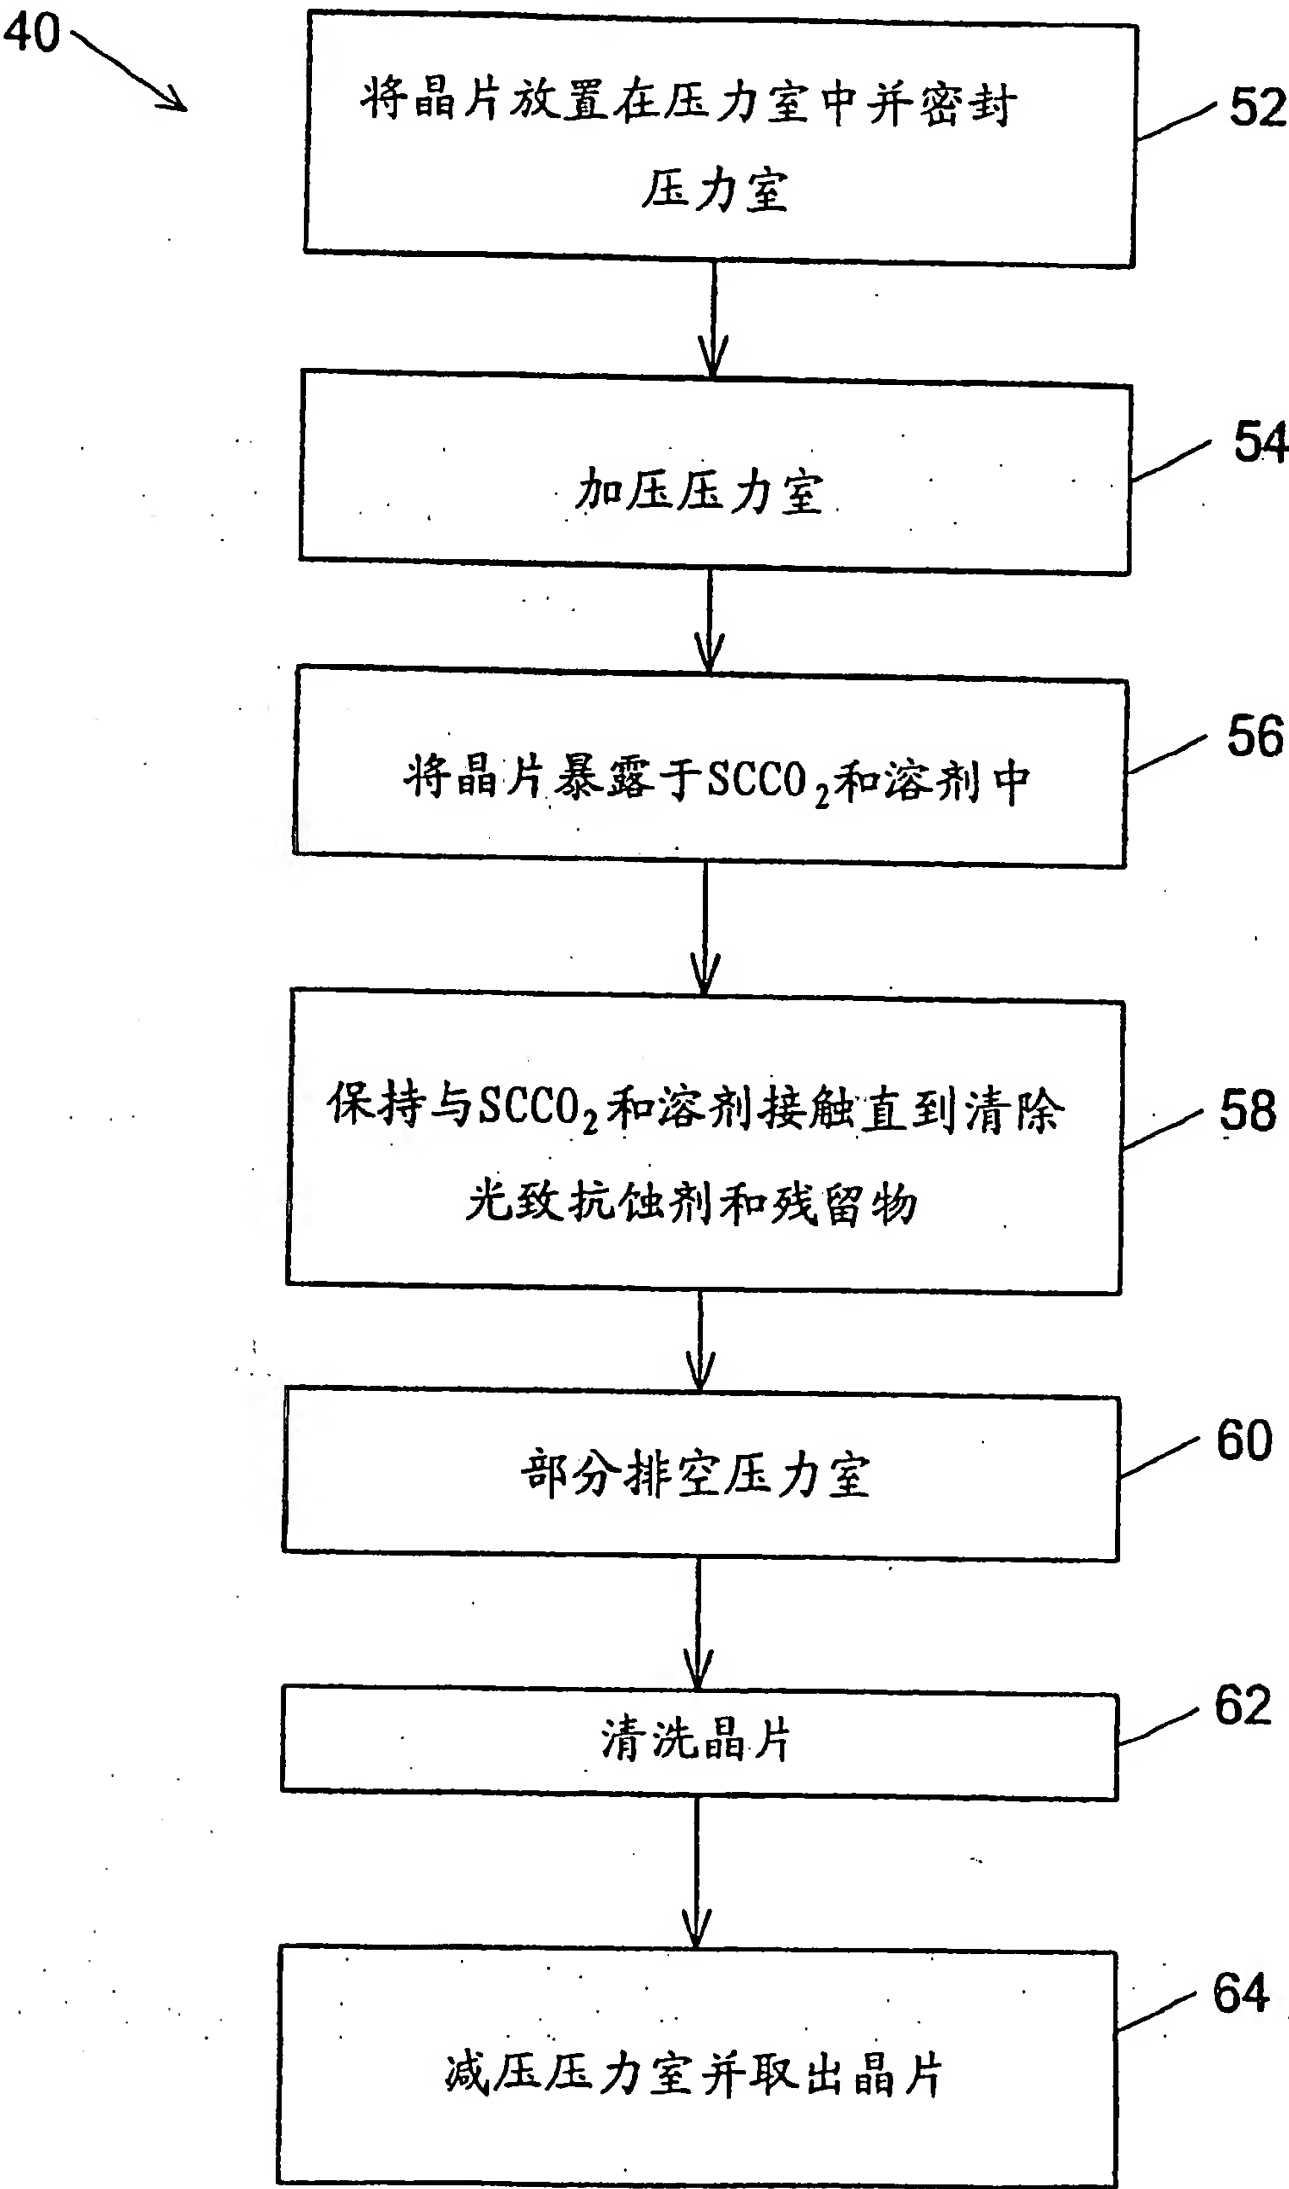 40
将晶片放置在压力室中并密封
压力室
52
加压压力室
54
将晶片暴露于SCCO₂和溶剂中
56
保持与SCCO₂和溶剂接触直到清除
光致抗蚀剂和残留物
58
部分排空压力室
60
清洗晶片
62
减压压力室并取出晶片
64